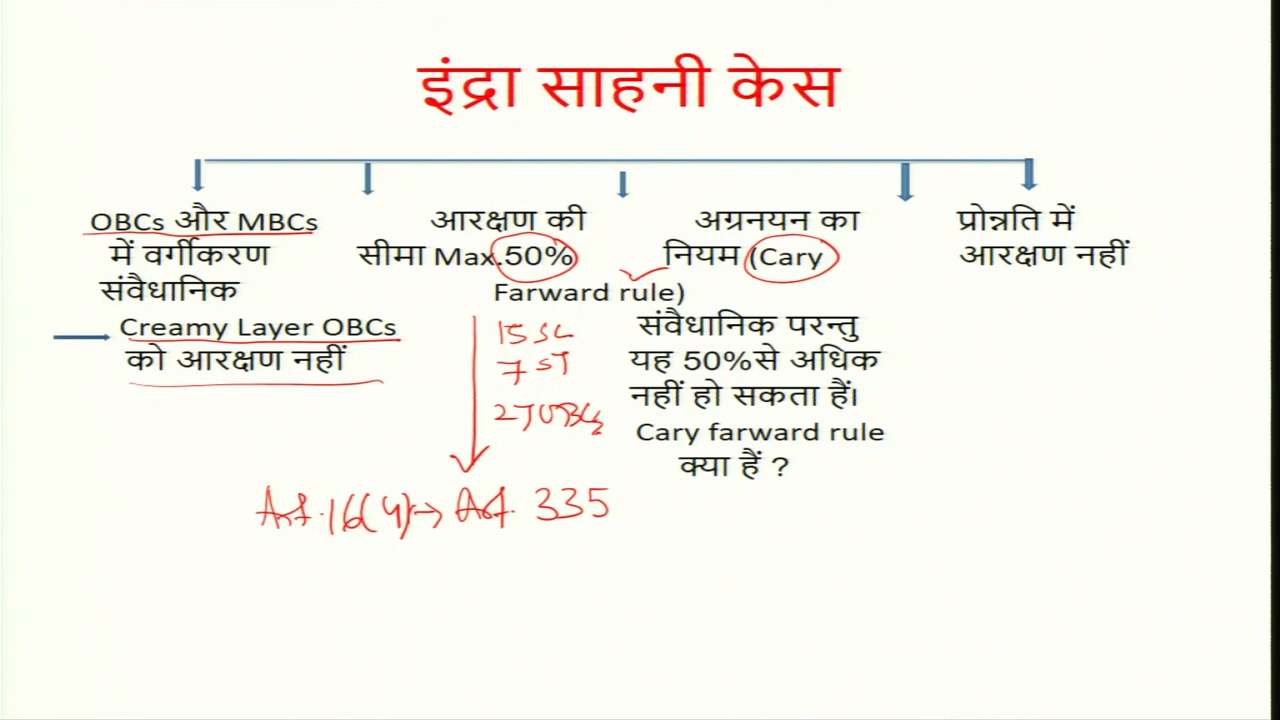 इंद्रा साहनी केस
OBCs और MBCs
में वर्गीकरण
संवैधानिक
Creamy Layer OBCs
को आरक्षण नहीं
आरक्षण की
सीमा Max.50%
अग्रनयन का
नियम (Cary
Farward rule)
संवैधानिक परन्तु
यह 50%से अधिक
नहीं हो सकता हैं।
Cary farward rule
क्या हैं ?
प्रोन्नति में
आरक्षण नहीं
15 SC
7 ST
27 OBCs
Art.16(4)→ Art. 335